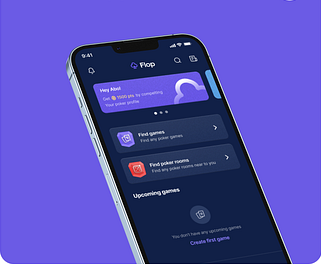 9:41
Flop
Hey Abo!
Get 1500 pts by completing
Your poker profile
Find games
Find any poker games
Find poker rooms
Find any poker rooms near to you
Upcoming games
You don't have any upcoming games
Create first game